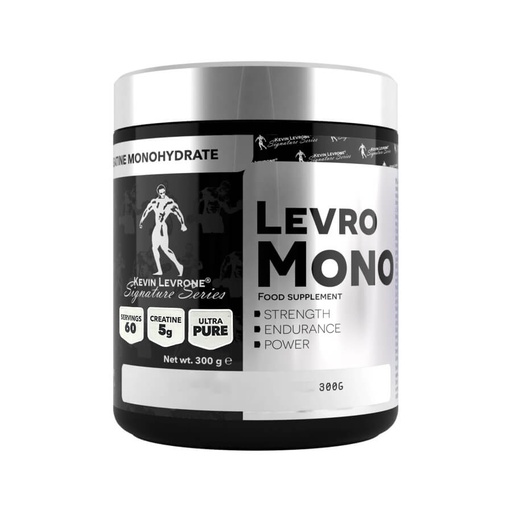 KEVIN LEVRONE
Signature Series
MONOHYDRATE
KEVIN LEVRONE®
Signature Series
SERVINGS
60
CREATINE
5g
ULTRA
PURE
Net wt. 300 g ℮
LEVRO
MONO
FOOD SUPPLEMENT
STRENGTH
ENDURANCE
POWER
300G